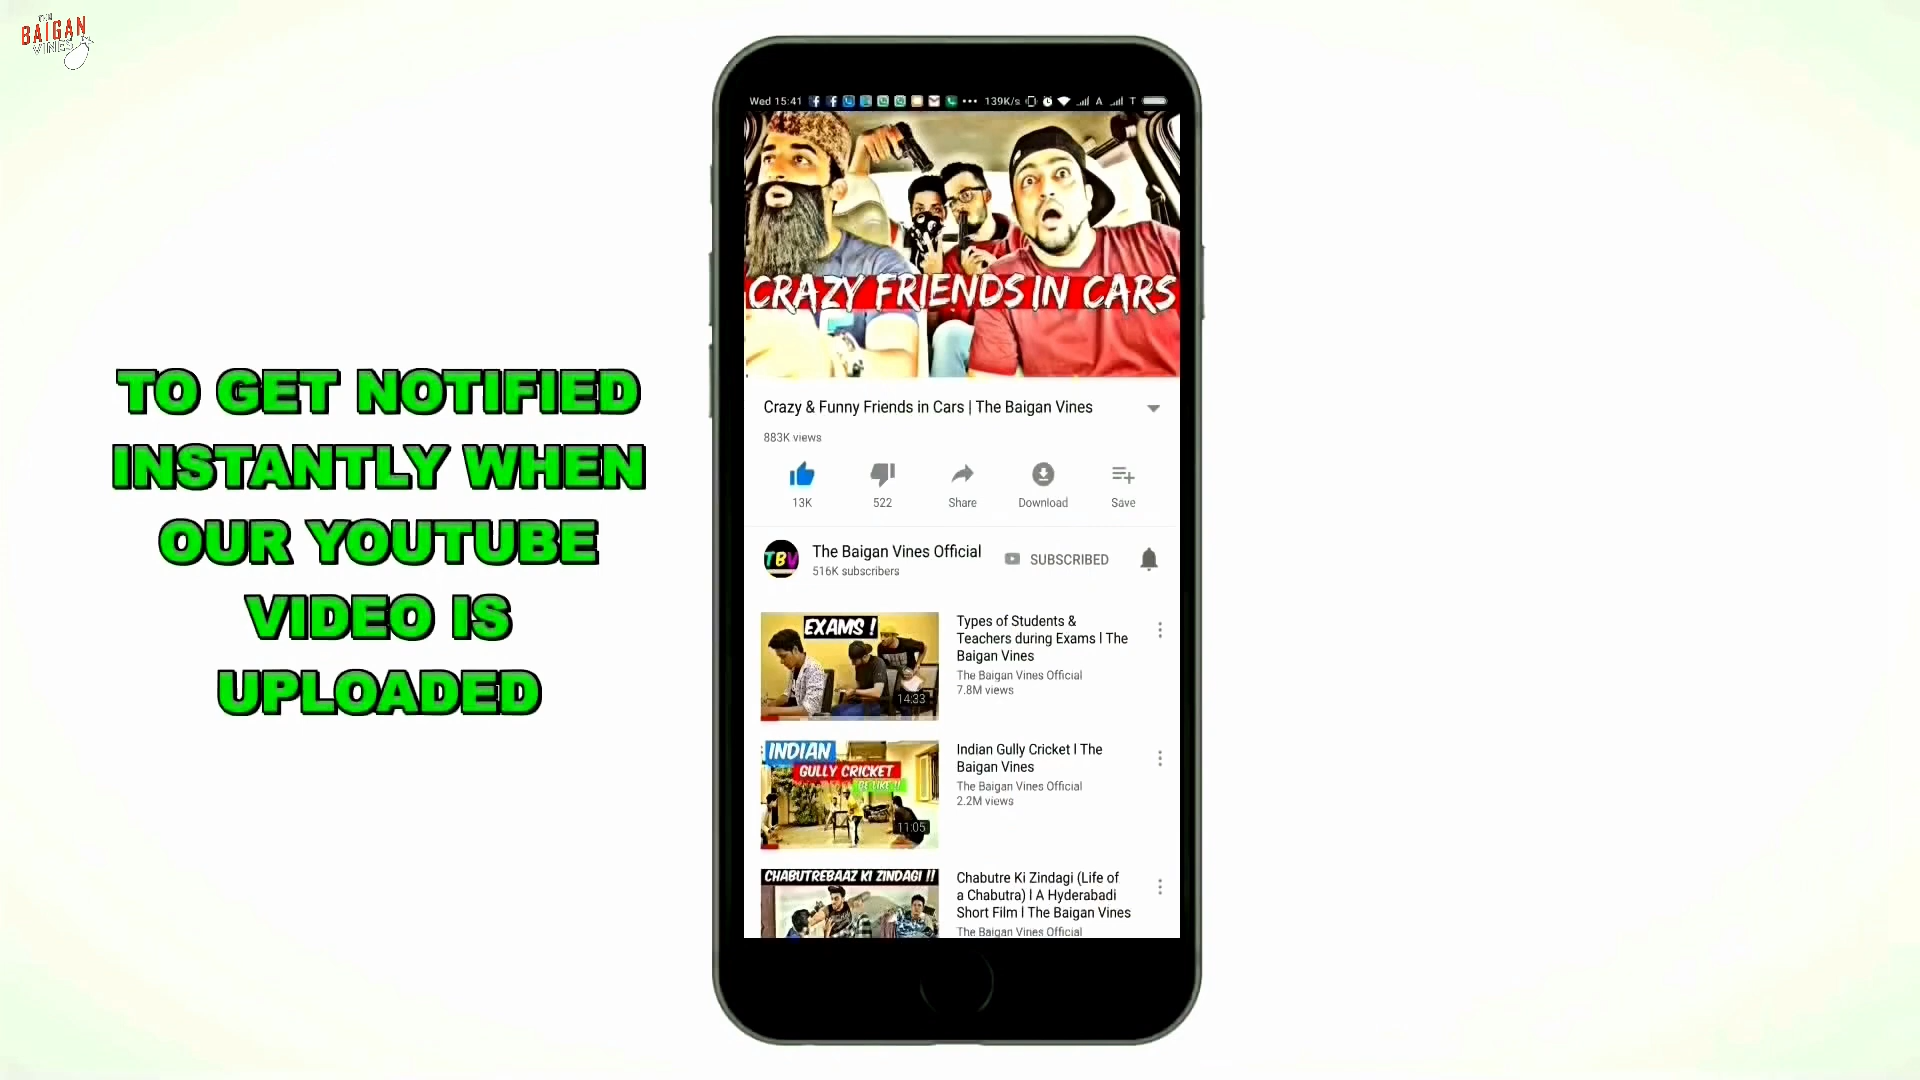 THE
BAIGAN
VINES
TO GET NOTIFIED
INSTANTLY WHEN
OUR YOUTUBE
VIDEO IS
UPLOADED
Wed 15:41 139K/s A T
CRAZY FRIENDS IN CARS
Crazy & Funny Friends in Cars | The Baigan Vines
883K views
13K 522 Share Download Save
TBV
The Baigan Vines Official
516K subscribers
SUBSCRIBED
EXAMS !
14:33
Types of Students &
Teachers during Exams l The
Baigan Vines
The Baigan Vines Official
7.8M views
INDIAN
GULLY CRICKET
BE LIKE !!
11:05
Indian Gully Cricket l The
Baigan Vines
The Baigan Vines Official
2.2M views
CHABUTREBAAZ KI ZINDAGI !!
Chabutre Ki Zindagi (Life of
a Chabutra) l A Hyderabadi
Short Film l The Baigan Vines
The Baigan Vines Official